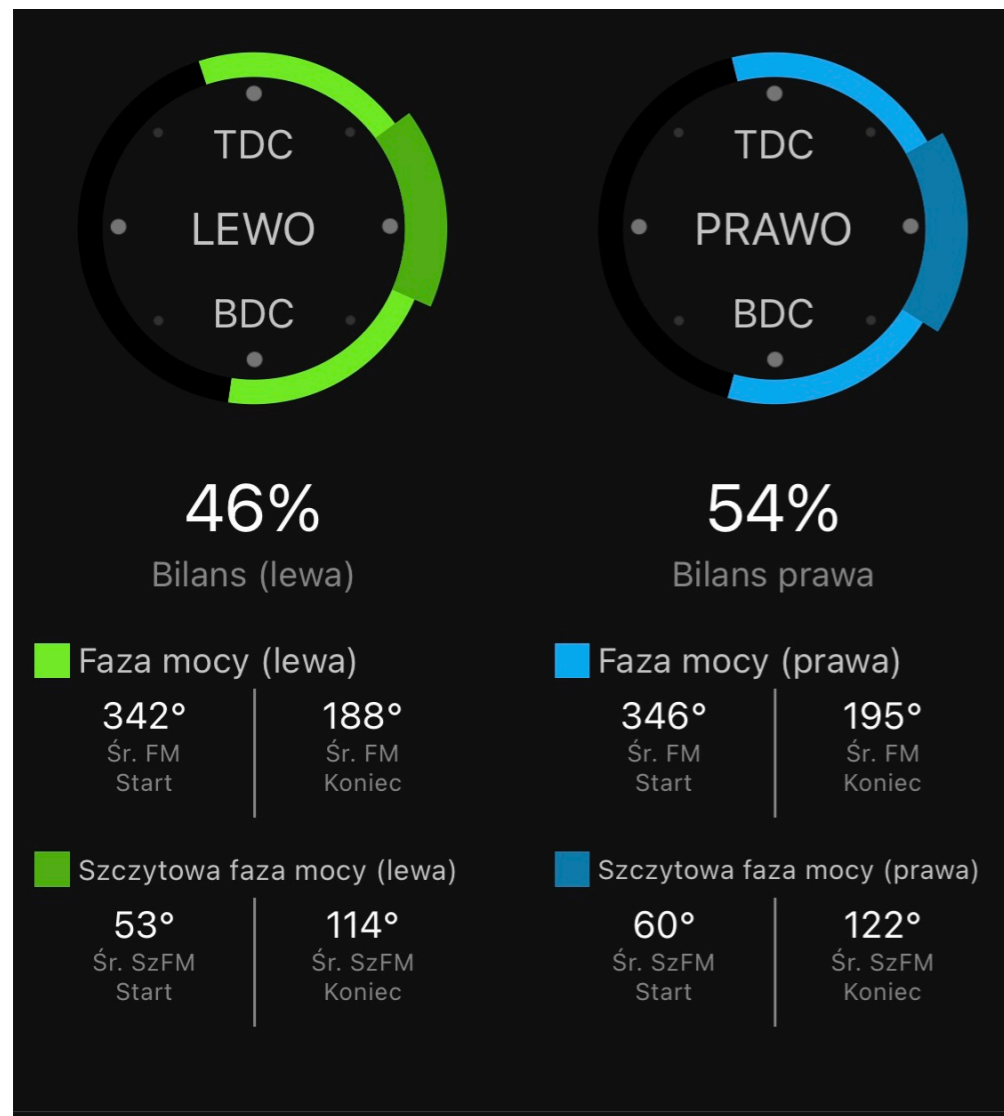 TDC
LEWO
BDC
TDC
PRAWO
BDC
46%
Bilans (lewa)
54%
Bilans prawa
Faza mocy (lewa)
342°
Śr. FM
Start
188°
Śr. FM
Koniec
Faza mocy (prawa)
346°
Śr. FM
Start
195°
Śr. FM
Koniec
Szczytowa faza mocy (lewa)
53°
Śr. SzFM
Start
114°
Śr. SzFM
Koniec
Szczytowa faza mocy (prawa)
60°
Śr. SzFM
Start
122°
Śr. SzFM
Koniec